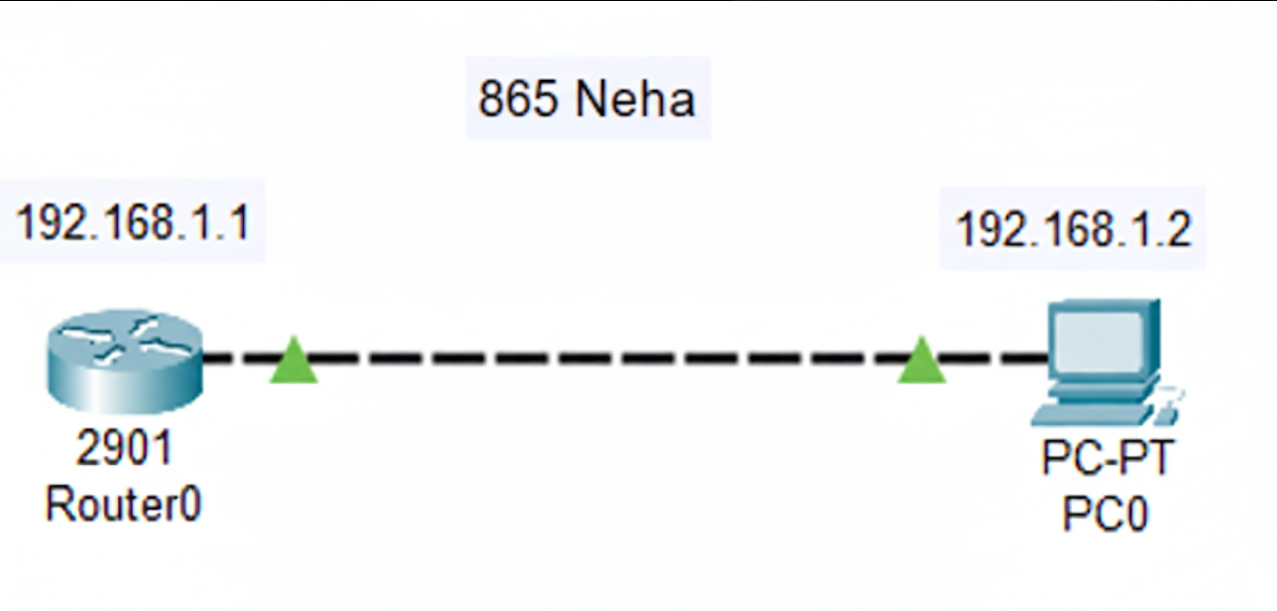 865 Neha
192.168.1.1
192.168.1.2
2901
Router0
PC-PT
PC0